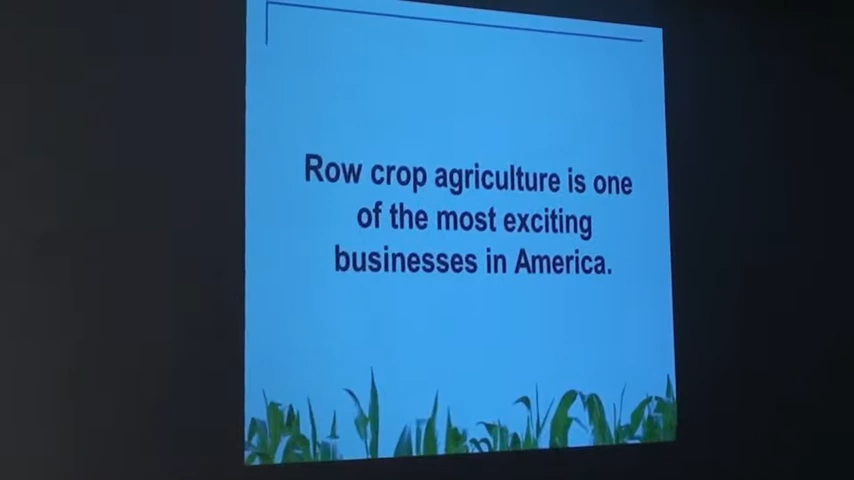 Row crop agriculture is one
of the most exciting
businesses in America.